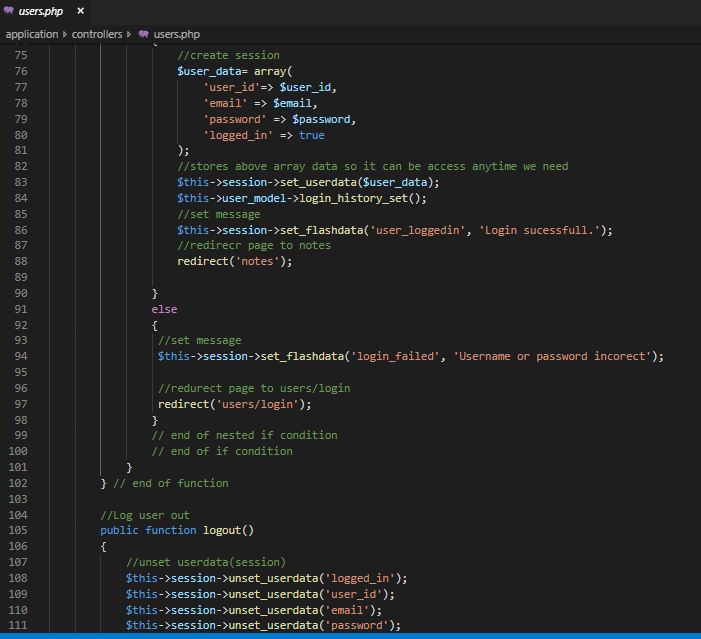 users.php ×
application controllers users.php
75 //create session
76 $user_data= array(
77 'user_id'=> $user_id,
78 'email' => $email,
79 'password' => $password,
80 'logged_in' => true
81 );
82 //stores above array data so it can be access anytime we need
83 $this->session->set_userdata($user_data);
84 $this->user_model->login_history_set();
85 //set message
86 $this->session->set_flashdata('user_loggedin', 'Login sucessfull.');
87 //redirecr page to notes
88 redirect('notes');
89
90 }
91 else
92 {
93 //set message
94 $this->session->set_flashdata('login_failed', 'Username or password incorect');
95
96 //redurect page to users/login
97 redirect('users/login');
98 }
99 // end of nested if condition
100 // end of if condition
101 }
102 } // end of function
103
104 //Log user out
105 public function logout()
106 {
107 //unset userdata(session)
108 $this->session->unset_userdata('logged_in');
109 $this->session->unset_userdata('user_id');
110 $this->session->unset_userdata('email');
111 $this->session->unset_userdata('password');